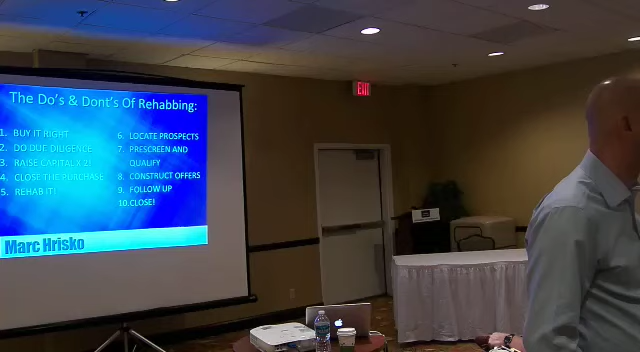 The Do's & Dont's Of Rehabbing:
1. BUY IT RIGHT
2. DO DUE DILIGENCE
3. RAISE CAPITAL X 2!
4. CLOSE THE PURCHASE
5. REHAB IT!
6. LOCATE PROSPECTS
7. PRESCREEN AND
QUALIFY
8. CONSTRUCT OFFERS
9. FOLLOW UP
10.CLOSE!
Marc Hrisko
EXIT